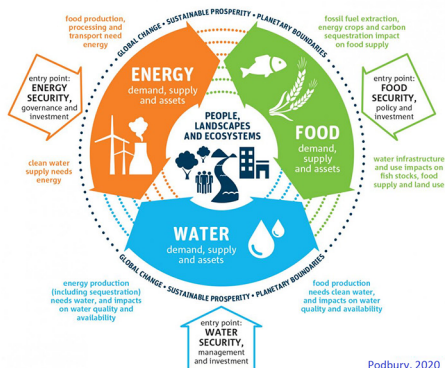 food production,
processing and
transport need
energy
GLOBAL CHANGE • SUSTAINABLE PROSPERITY • PLANETARY BOUNDARIES
fossil fuel extraction,
energy crops and carbon
sequestration impact
on food supply
entry point:
ENERGY
SECURITY,
governance and
investment
ENERGY
demand, supply
and assets
PEOPLE,
LANDSCAPES
AND ECOSYSTEMS
FOOD
demand,
supply
and assets
entry point:
FOOD
SECURITY,
policy and
investment
clean water
supply needs
energy
water infrastructure
and use impacts on
fish stocks, food
supply and land use
WATER
demand, supply
and assets
GLOBAL CHANGE • SUSTAINABLE PROSPERITY • PLANETARY BOUNDARIES
energy production
(including sequestration)
needs water, and impacts
on water quality and
availability
food production
needs clean water,
and impacts on water
quality and availability
entry point:
WATER
SECURITY,
management
and investment
Podbury, 2020